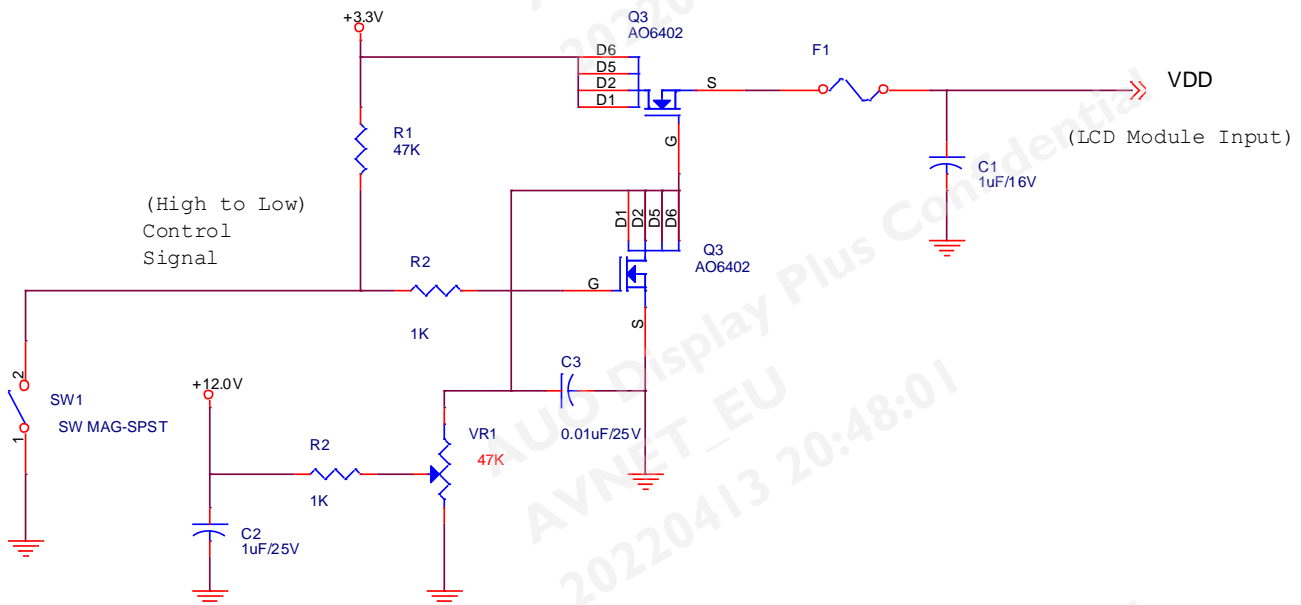 +3.3V
Q3
AO6402
D6
D5
D2
D1
S
G
F1
VDD
(LCD Module Input)
R1
47K
C1
1uF/16V
(High to Low)
Control
Signal
D1
D2
D5
D6
Q3
AO6402
R2
G
1K
S
2
SW1
SW MAG-SPST
1
+12.0V
C3
0.01uF/25V
R2
1K
VR1
47K
C2
1uF/25V
AUO Display Plus Confidential
AVNET_EU
20220413 20:48:01